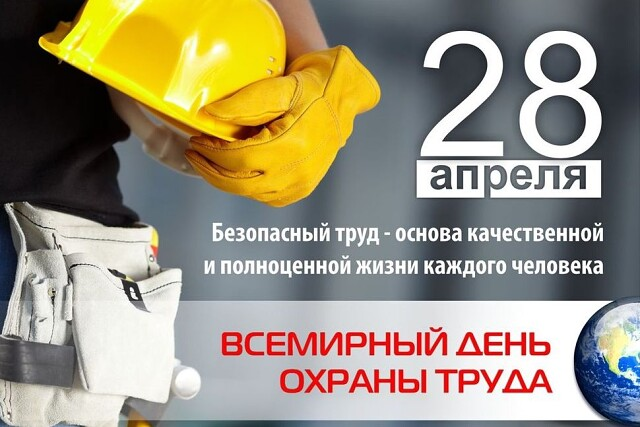 28
апреля
Безопасный труд - основа качественной
и полноценной жизни каждого человека
ВСЕМИРНЫЙ ДЕНЬ
ОХРАНЫ ТРУДА